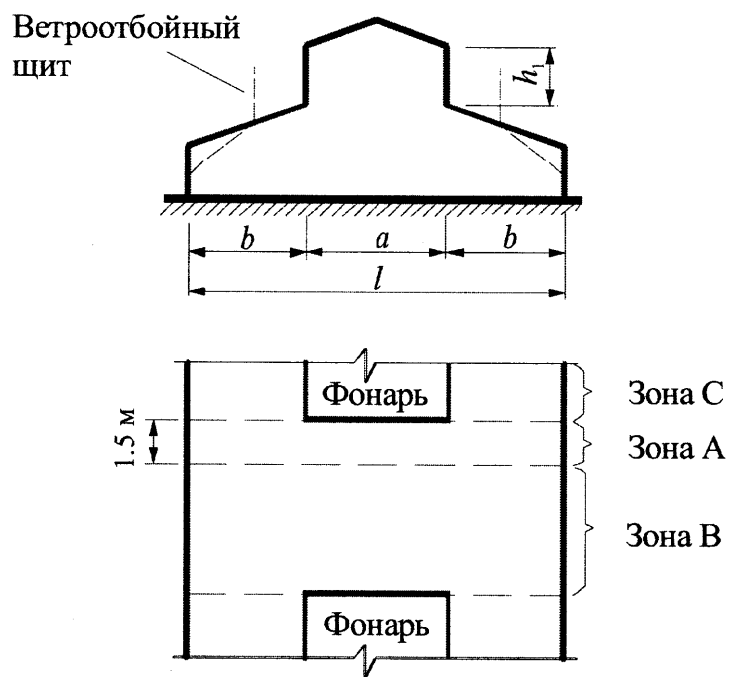 Ветроотбойный
щит
h₁
b
a
b
l
Фонарь
Зона С
1.5 м
Зона А
Зона В
Фонарь